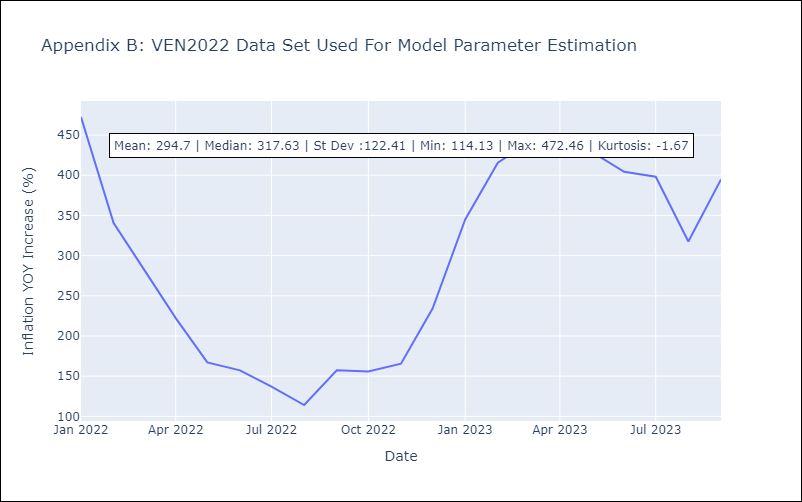 Appendix B: VEN2022 Data Set Used For Model Parameter Estimation
Mean: 294.7 | Median: 317.63 | St Dev :122.41 | Min: 114.13 | Max: 472.46 | Kurtosis: -1.67
Inflation YOY Increase (%)
450
400
350
300
250
200
150
100
Jan 2022 Apr 2022 Jul 2022 Oct 2022 Jan 2023 Apr 2023 Jul 2023
Date